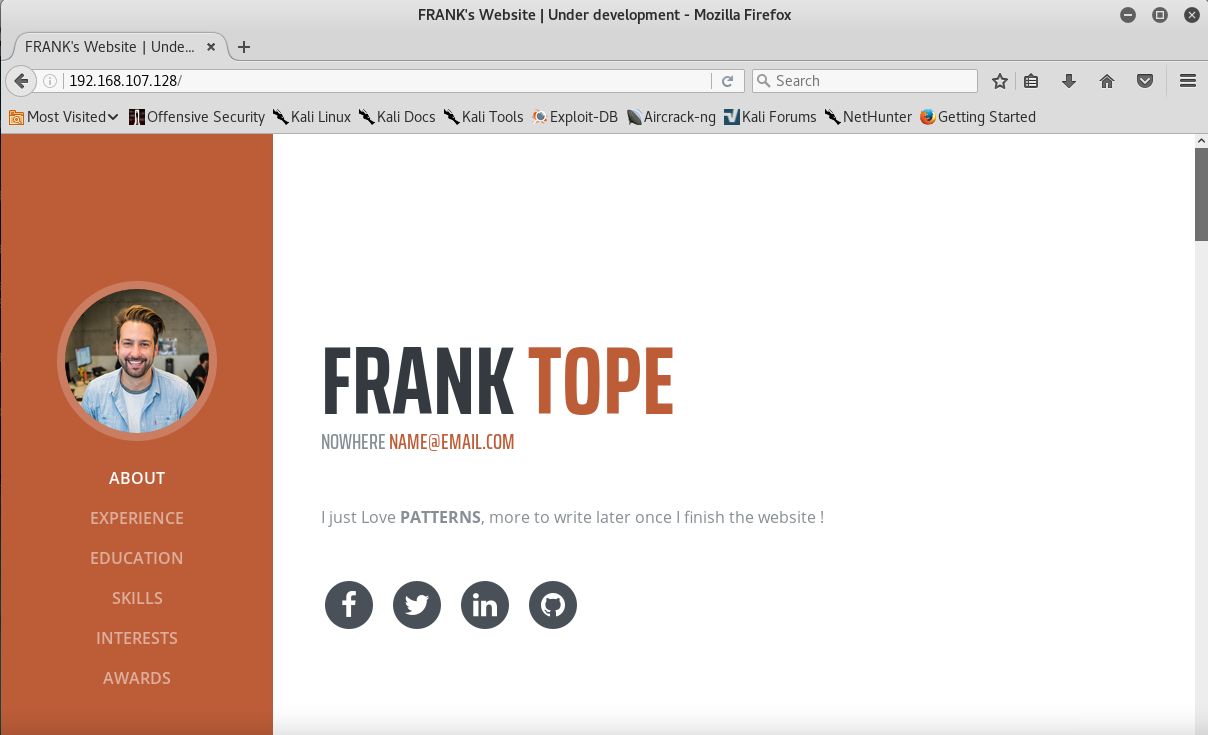 FRANK's Website | Under development - Mozilla Firefox
FRANK's Website | Unde...
192.168.107.128/
Search
Most Visited Offensive Security Kali Linux Kali Docs Kali Tools Exploit-DB Aircrack-ng Kali Forums NetHunter Getting Started
FRANK TOPE
NOWHERE NAME@EMAIL.COM
I just Love PATTERNS, more to write later once I finish the website !
ABOUT
EXPERIENCE
EDUCATION
SKILLS
INTERESTS
AWARDS